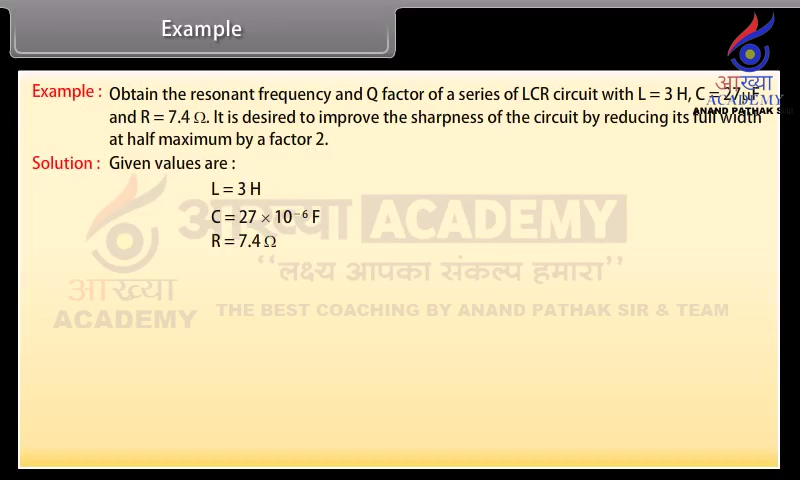 Example
आख्या
ACADEMY
ANAND PATHAK SIR
Example : Obtain the resonant frequency and Q factor of a series of LCR circuit with L = 3 H, C = 27μF
and R = 7.4 Ω. It is desired to improve the sharpness of the circuit by reducing its full width
at half maximum by a factor 2.
Solution : Given values are :
L = 3 H
C = 27 × 10⁻⁶ F
R = 7.4 Ω
आख्या ACADEMY
‘‘लक्ष्य आपका संकल्प हमारा’’
THE BEST COACHING BY ANAND PATHAK SIR & TEAM
आख्या
ACADEMY